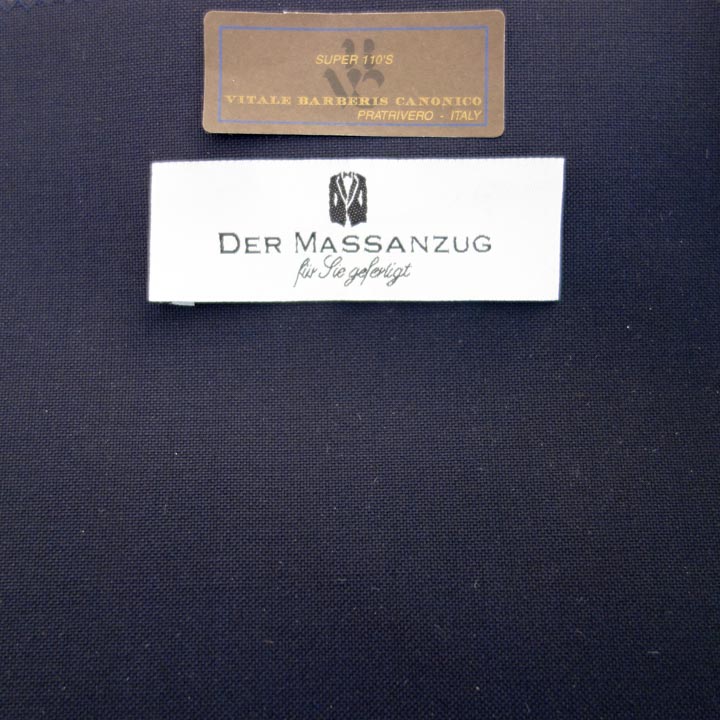 SUPER 110'S
VITALE BARBERIS CANONICO
PRATRIVERO - ITALY
DER MASSANZUG
für Sie gefertigt